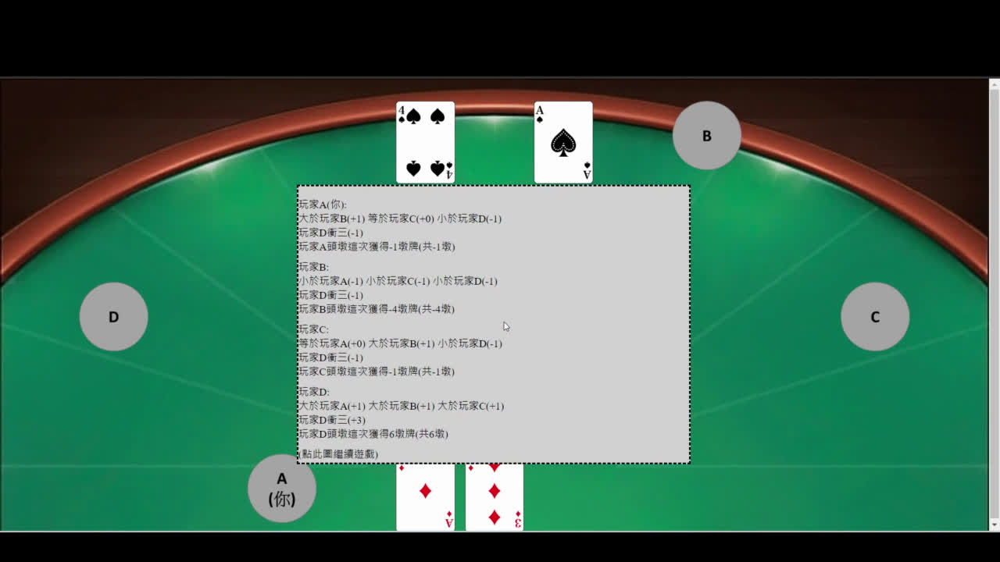 4
A
B
4
A
玩家A(你):
大於玩家B(+1) 等於玩家C(+0) 小於玩家D(-1)
玩家D衝三(-1)
玩家A頭墩這次獲得-1墩牌(共-1墩)
玩家B:
小於玩家A(-1) 小於玩家C(-1) 小於玩家D(-1)
玩家D衝三(-1)
玩家B頭墩這次獲得-4墩牌(共-4墩)
玩家C:
等於玩家A(+0) 大於玩家B(+1) 小於玩家D(-1)
玩家D衝三(-1)
玩家C頭墩這次獲得-1墩牌(共-1墩)
玩家D:
大於玩家A(+1) 大於玩家B(+1) 大於玩家C(+1)
玩家D衝三(+3)
玩家D頭墩這次獲得6墩牌(共6墩)
(點此圖繼續遊戲)
D
C
A
(你)
A
3